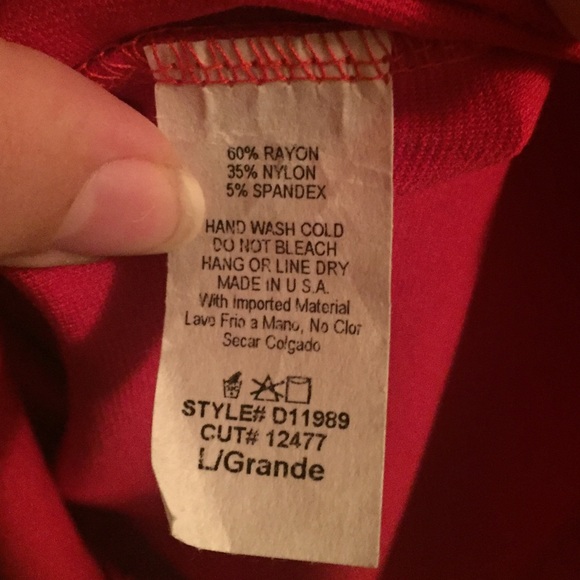 60% RAYON
35% NYLON
5% SPANDEX
HAND WASH COLD
DO NOT BLEACH
HANG OR LINE DRY
MADE IN U.S.A.
With Imported Material
Lave Frio a Mano, No Clor
Secar Colgado
STYLE# D11989
CUT# 12477
L/Grande